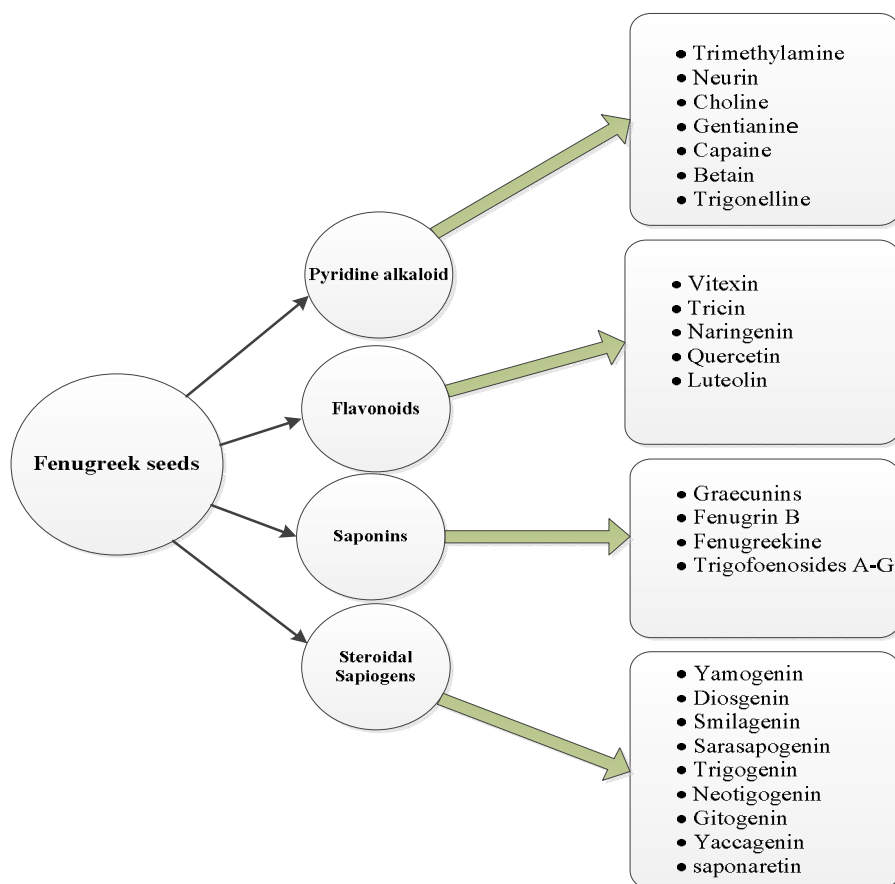 Fenugreek seeds
Pyridine alkaloid
• Trimethylamine
• Neurin
• Choline
• Gentianine
• Capaine
• Betain
• Trigonelline
Flavonoids
• Vitexin
• Tricin
• Naringenin
• Quercetin
• Luteolin
Saponins
• Graecunins
• Fenugrin B
• Fenugreekine
• Trigofoenosides A-G
Steroidal
Sapiogens
• Yamogenin
• Diosgenin
• Smilagenin
• Sarasapogenin
• Trigogenin
• Neotigogenin
• Gitogenin
• Yaccagenin
• saponaretin